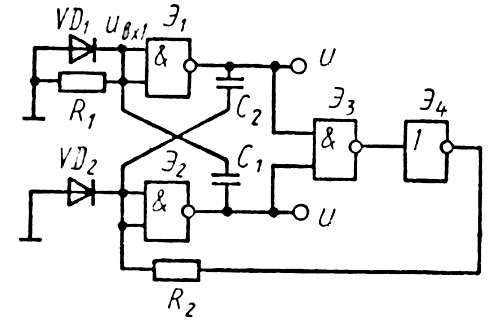 VD₁ uвх1 Э₁
& U
R₁ C₂ Э₃ Э₄
& 1
VD₂ Э₂ C₁
& U
R₂